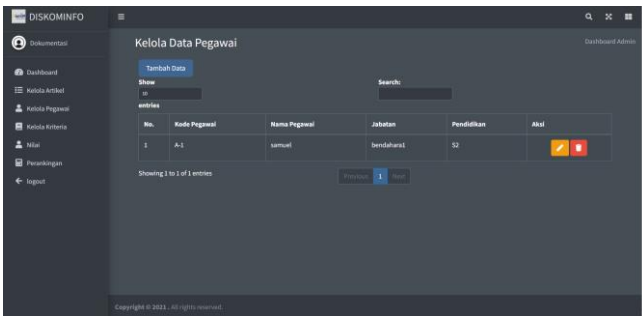 DISKOMINFO
Dokumentasi
Dashboard
Kelola Artikel
Kelola Pegawai
Kelola Kriteria
Nilai
Perankingan
logout
Kelola Data Pegawai
Dashboard Admin
Tambah Data
Show
10
entries
Search:
No. Kode Pegawai Nama Pegawai Jabatan Pendidikan Aksi
1 A-1 samuel bendahara1 S2
Showing 1 to 1 of 1 entries
Previous 1 Next
Copyright © 2021 . All rights reserved.